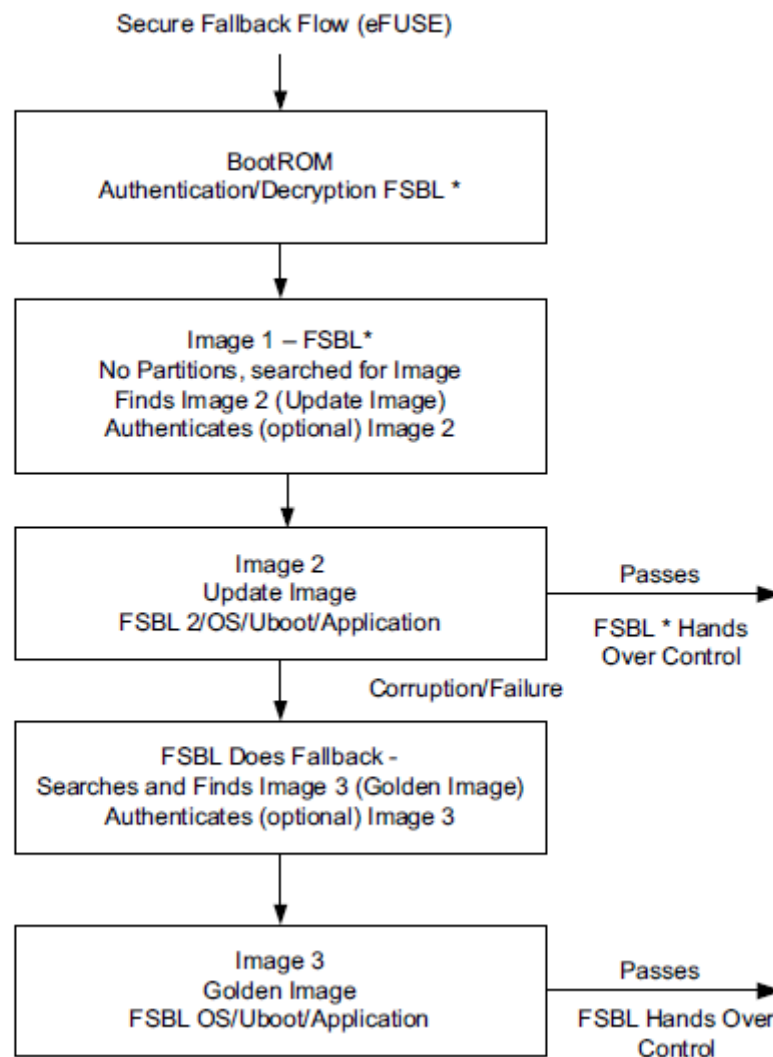 Secure Fallback Flow (eFUSE)
BootROM
Authentication/Decryption FSBL *
Image 1 – FSBL*
No Partitions, searched for Image
Finds Image 2 (Update Image)
Authenticates (optional) Image 2
Image 2
Update Image
FSBL 2/OS/Uboot/Application
Passes
FSBL * Hands
Over Control
Corruption/Failure
FSBL Does Fallback -
Searches and Finds Image 3 (Golden Image)
Authenticates (optional) Image 3
Image 3
Golden Image
FSBL OS/Uboot/Application
Passes
FSBL Hands Over
Control